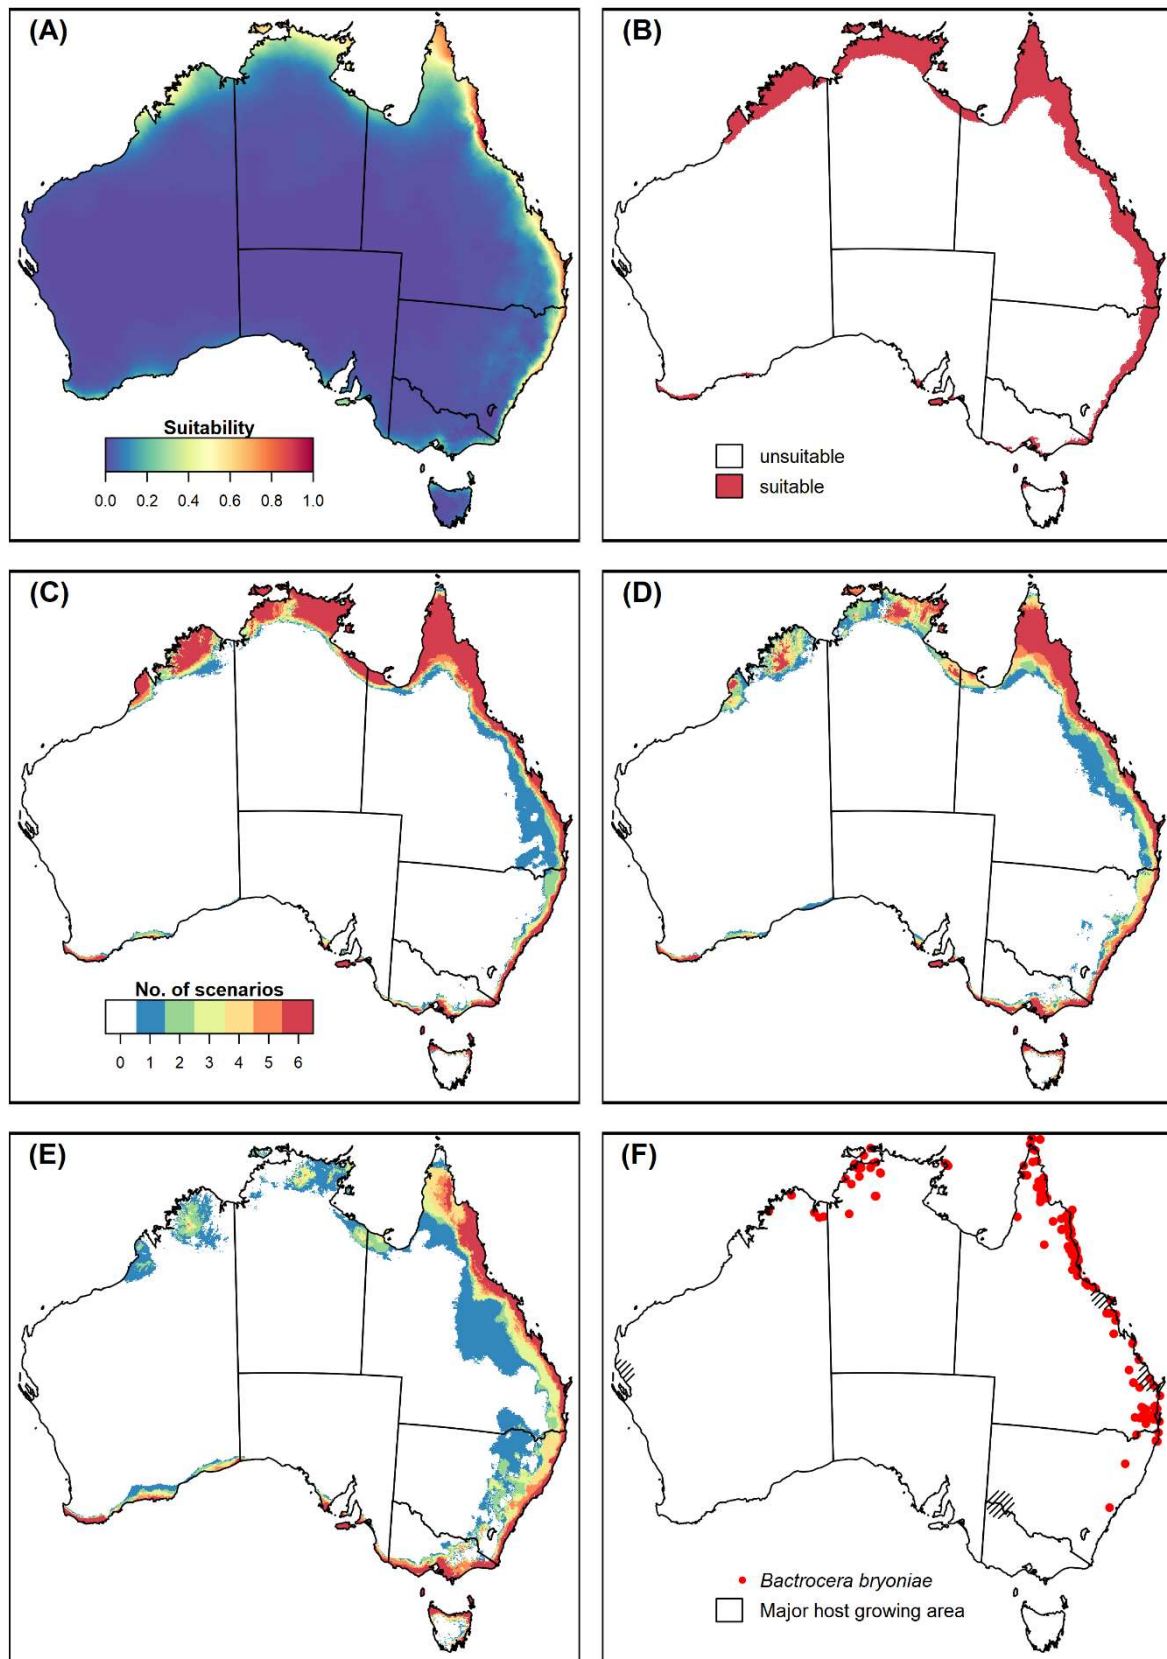 (A)
Suitability
0.0 0.2 0.4 0.6 0.8 1.0
(B)
unsuitable
suitable
(C)
No. of scenarios
0 1 2 3 4 5 6
(D)
(E)
(F)
Bactrocera bryoniae
Major host growing area